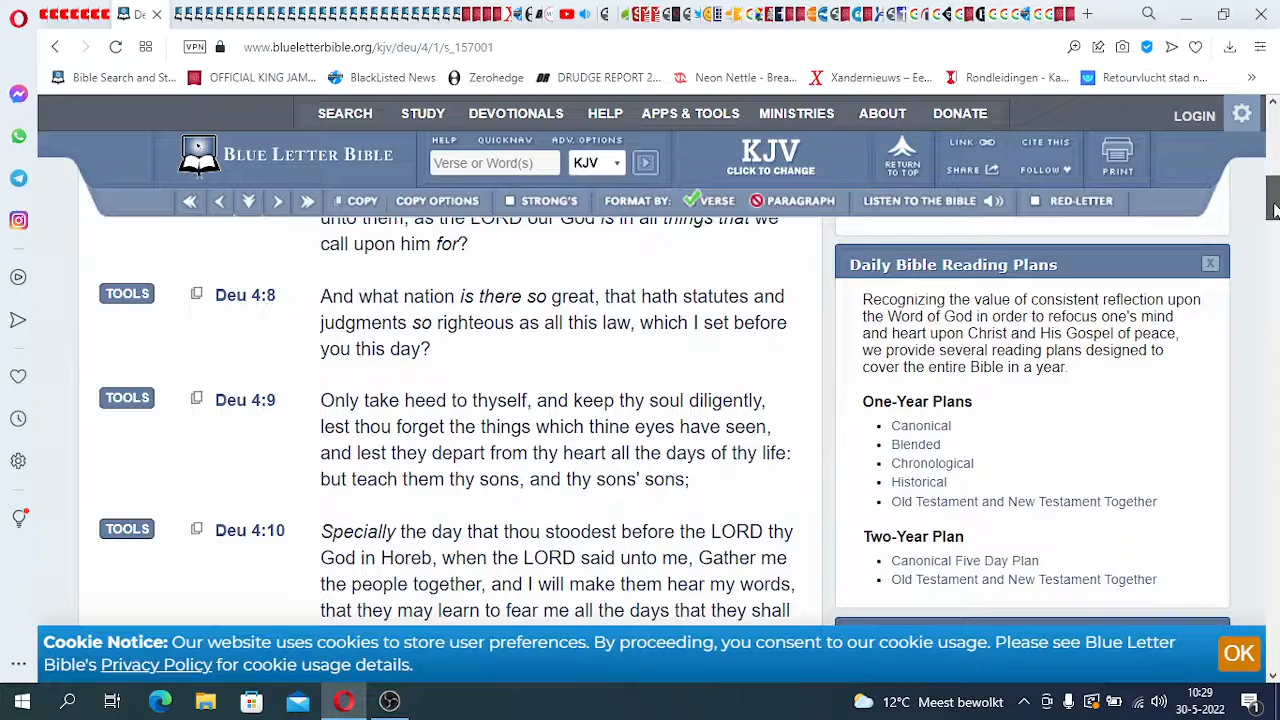 De
www.blueletterbible.org/kjv/deu/4/1/s_157001
VPN
Bible Search and St...
OFFICIAL KING JAM...
BlackListed News
Zerohedge
DRUDGE REPORT 2...
Neon Nettle - Brea...
Xandernieuws – Ee...
Rondleidingen - Ka...
Retourvlucht stad n...
SEARCH STUDY DEVOTIONALS HELP APPS & TOOLS MINISTRIES ABOUT DONATE
LOGIN
BLUE LETTER BIBLE
HELP QUICKNAV ADV. OPTIONS
Verse or Word(s)
KJV
KJV
CLICK TO CHANGE
RETURN
TO TOP
LINK
CITE THIS
SHARE
FOLLOW
PRINT
COPY COPY OPTIONS STRONG'S FORMAT BY: VERSE PARAGRAPH LISTEN TO THE BIBLE RED-LETTER
unto them, as the LORD our God is in all things that we
call upon him for?
TOOLS Deu 4:8 And what nation is there so great, that hath statutes and
judgments so righteous as all this law, which I set before
you this day?
TOOLS Deu 4:9 Only take heed to thyself, and keep thy soul diligently,
lest thou forget the things which thine eyes have seen,
and lest they depart from thy heart all the days of thy life:
but teach them thy sons, and thy sons' sons;
TOOLS Deu 4:10 Specially the day that thou stoodest before the LORD thy
God in Horeb, when the LORD said unto me, Gather me
the people together, and I will make them hear my words,
that they may learn to fear me all the days that they shall
Daily Bible Reading Plans
X
Recognizing the value of consistent reflection upon
the Word of God in order to refocus one's mind
and heart upon Christ and His Gospel of peace,
we provide several reading plans designed to
cover the entire Bible in a year.
One-Year Plans
• Canonical
• Blended
• Chronological
• Historical
• Old Testament and New Testament Together
Two-Year Plan
• Canonical Five Day Plan
• Old Testament and New Testament Together
Cookie Notice: Our website uses cookies to store user preferences. By proceeding, you consent to our cookie usage. Please see Blue Letter
Bible's Privacy Policy for cookie usage details.
OK
12°C Meest bewolkt
10:29
30-5-2022
1